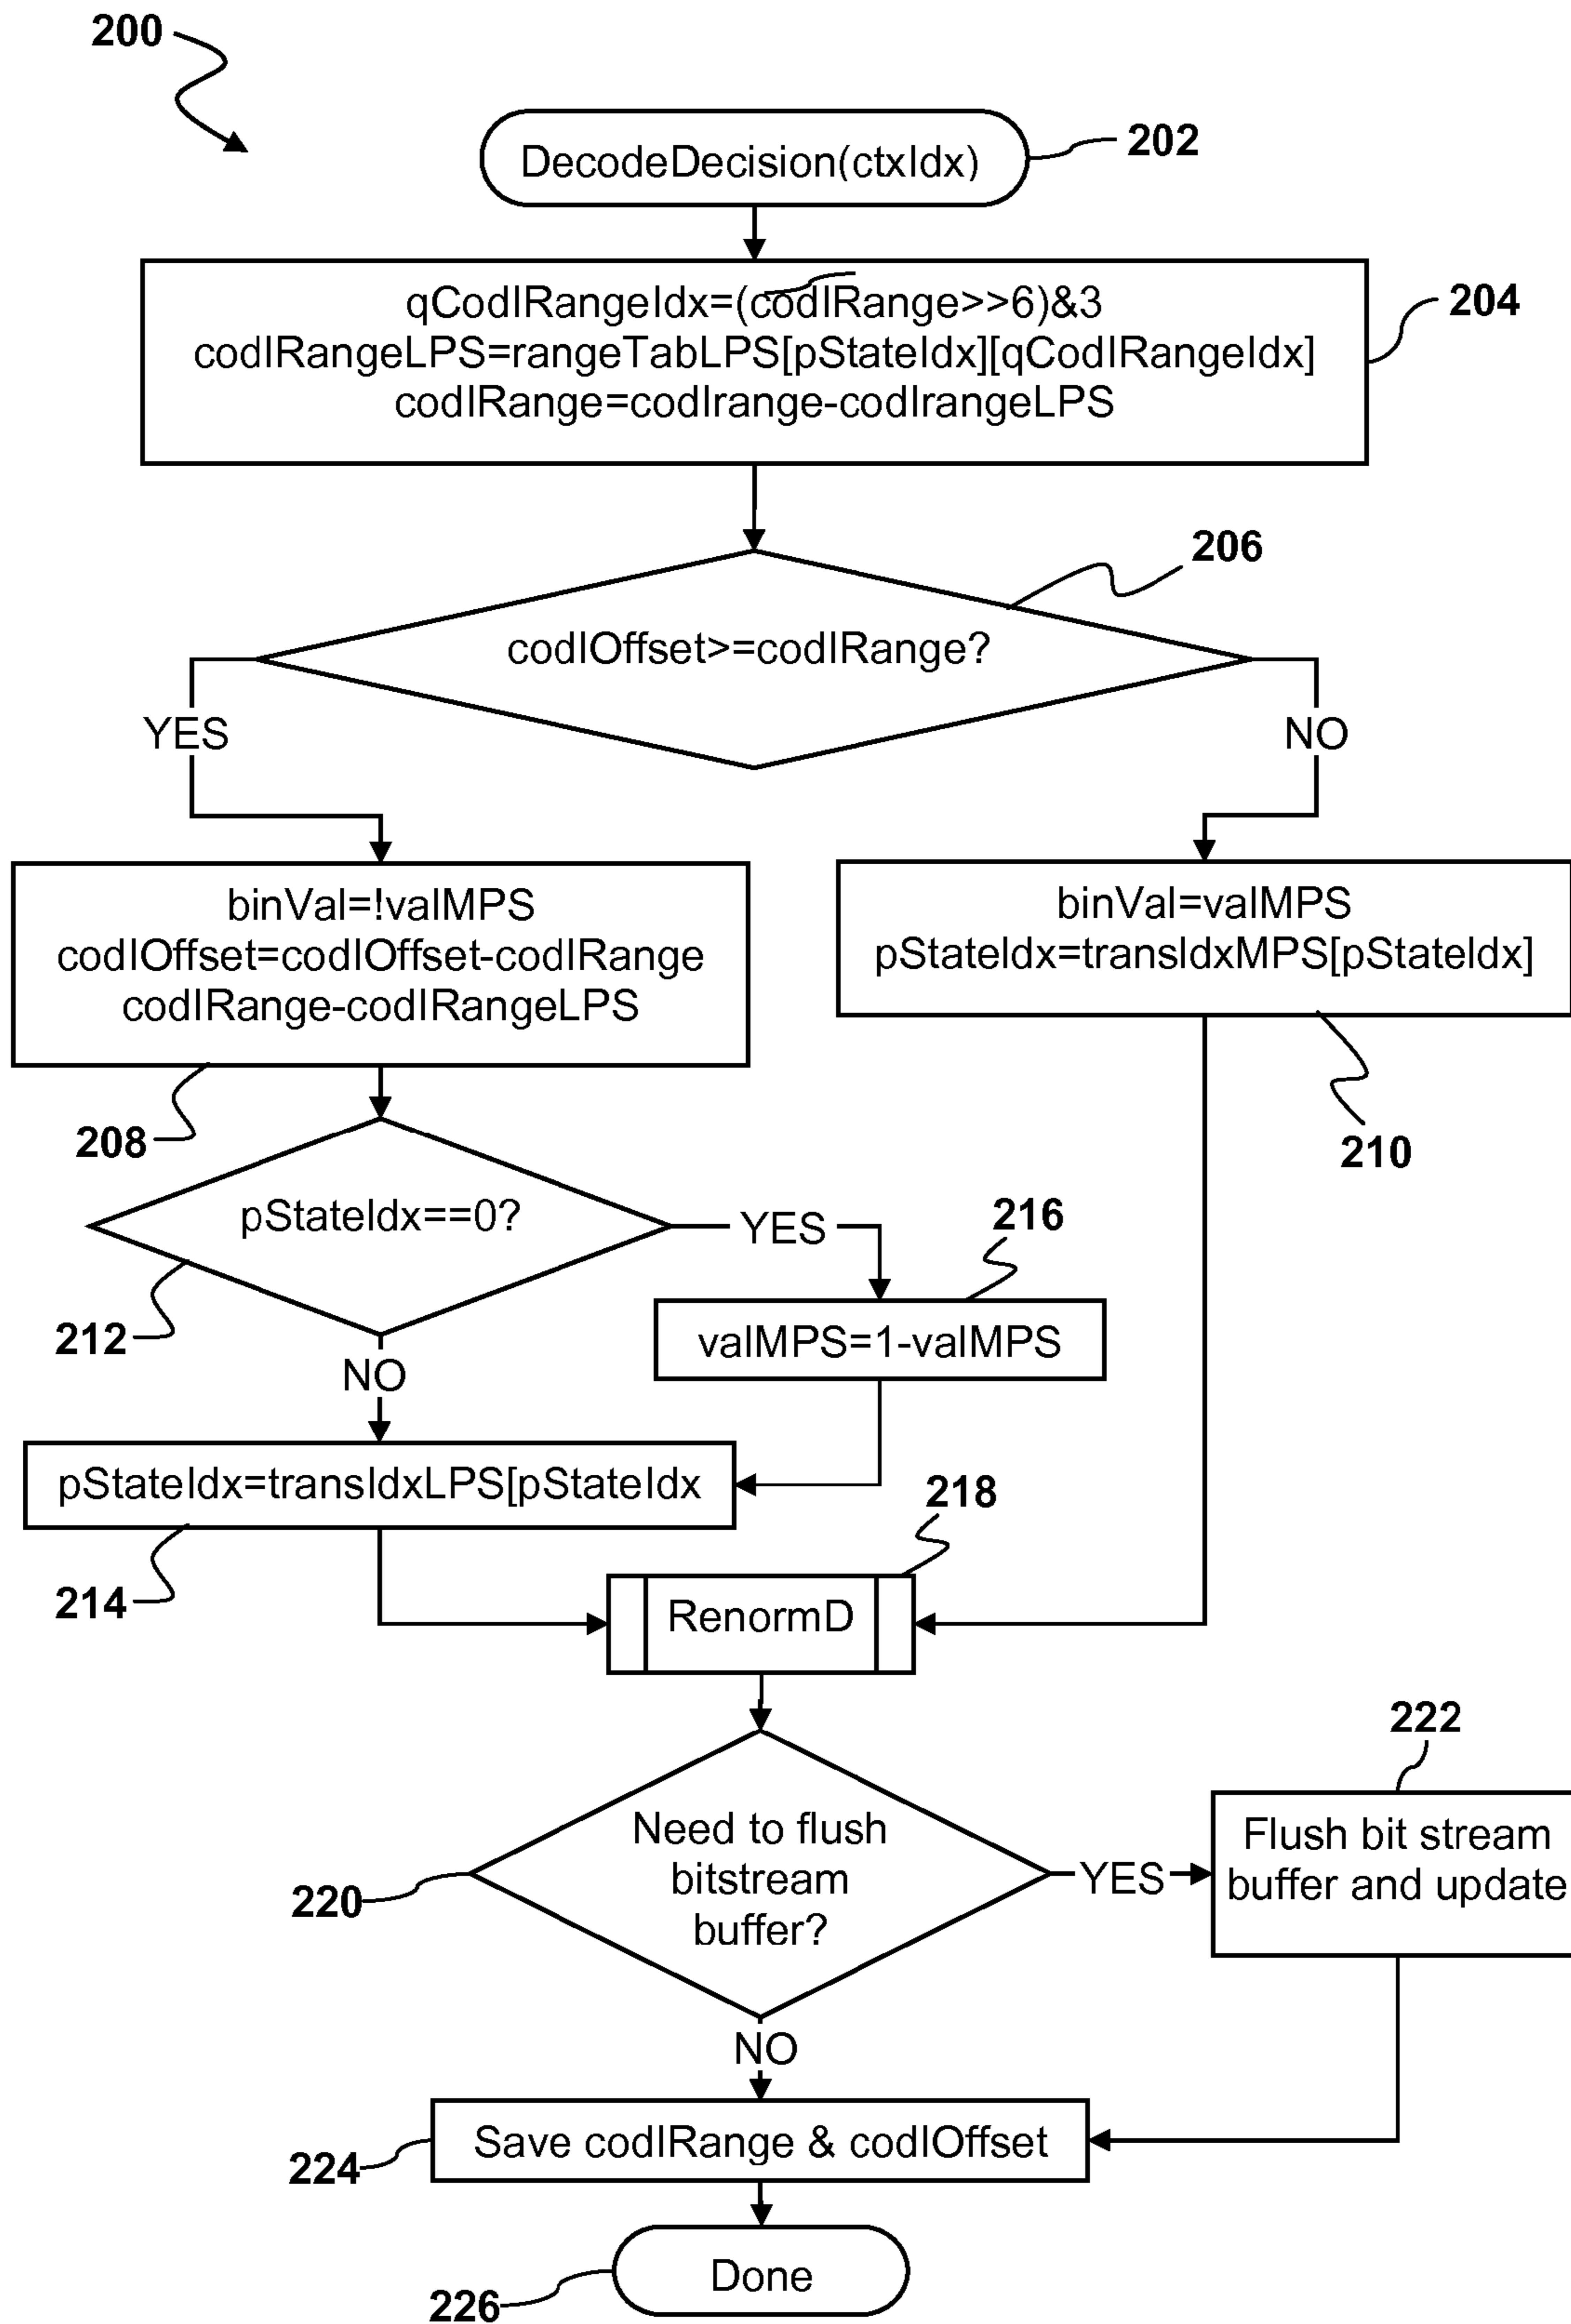 200
DecodeDecision(ctxIdx)
202
qCodIRangeIdx=(codIRange>>6)&3
codIRangeLPS=rangeTabLPS[pStateIdx][qCodIRangeIdx]
codIRange=codIrange-codIrangeLPS
204
206
codIOffset>=codIRange?
YES
NO
binVal=!valMPS
codIOffset=codIOffset-codIRange
codIRange-codIRangeLPS
binVal=valMPS
pStateIdx=transIdxMPS[pStateIdx]
208
210
pStateIdx==0?
YES
216
212
valMPS=1-valMPS
NO
pStateIdx=transIdxLPS[pStateIdx
218
214
RenormD
222
Need to flush
bitstream
buffer?
220
YES
Flush bit stream
buffer and update
NO
Save codIRange & codIOffset
224
Done
226